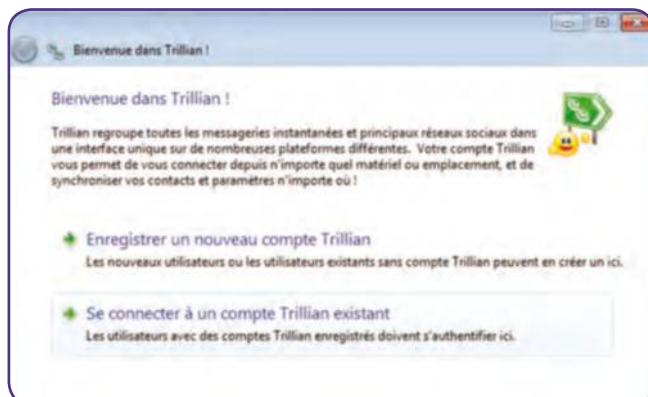 Bienvenue dans Trillian !
Bienvenue dans Trillian !
Trillian regroupe toutes les messageries instantanées et principaux réseaux sociaux dans
une interface unique sur de nombreuses plateformes différentes. Votre compte Trillian
vous permet de vous connecter depuis n'importe quel matériel ou emplacement, et de
synchroniser vos contacts et paramètres n'importe où !
Enregistrer un nouveau compte Trillian
Les nouveaux utilisateurs ou les utilisateurs existants sans compte Trillian peuvent en créer un ici.
Se connecter à un compte Trillian existant
Les utilisateurs avec des comptes Trillian enregistrés doivent s'authentifier ici.